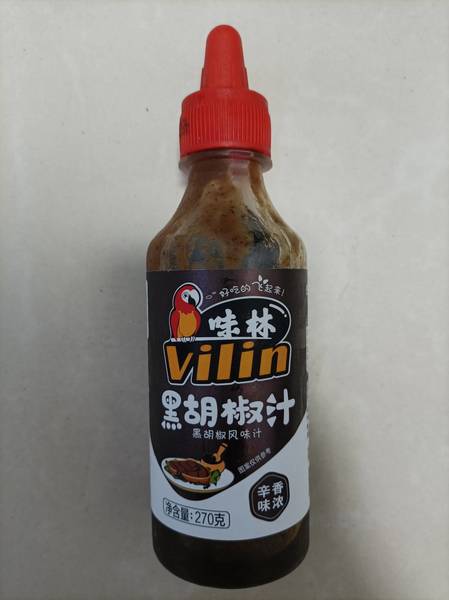 好吃的飞起来!
味林
Vilin
黑胡椒汁
黑胡椒风味汁
图案仅供参考
辛香
味浓
净含量:270克